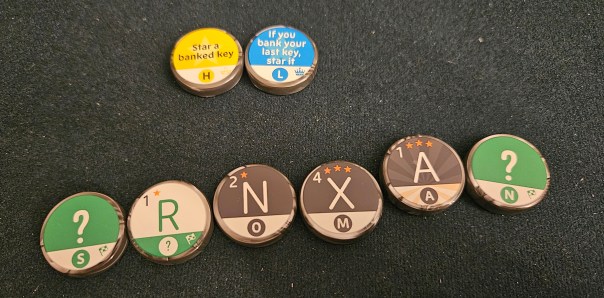 Star a
banked key
H
If you
bank your
last key,
star it
L
?
S
1
R
?
2
N
O
4
X
M
1
A
A
?
N